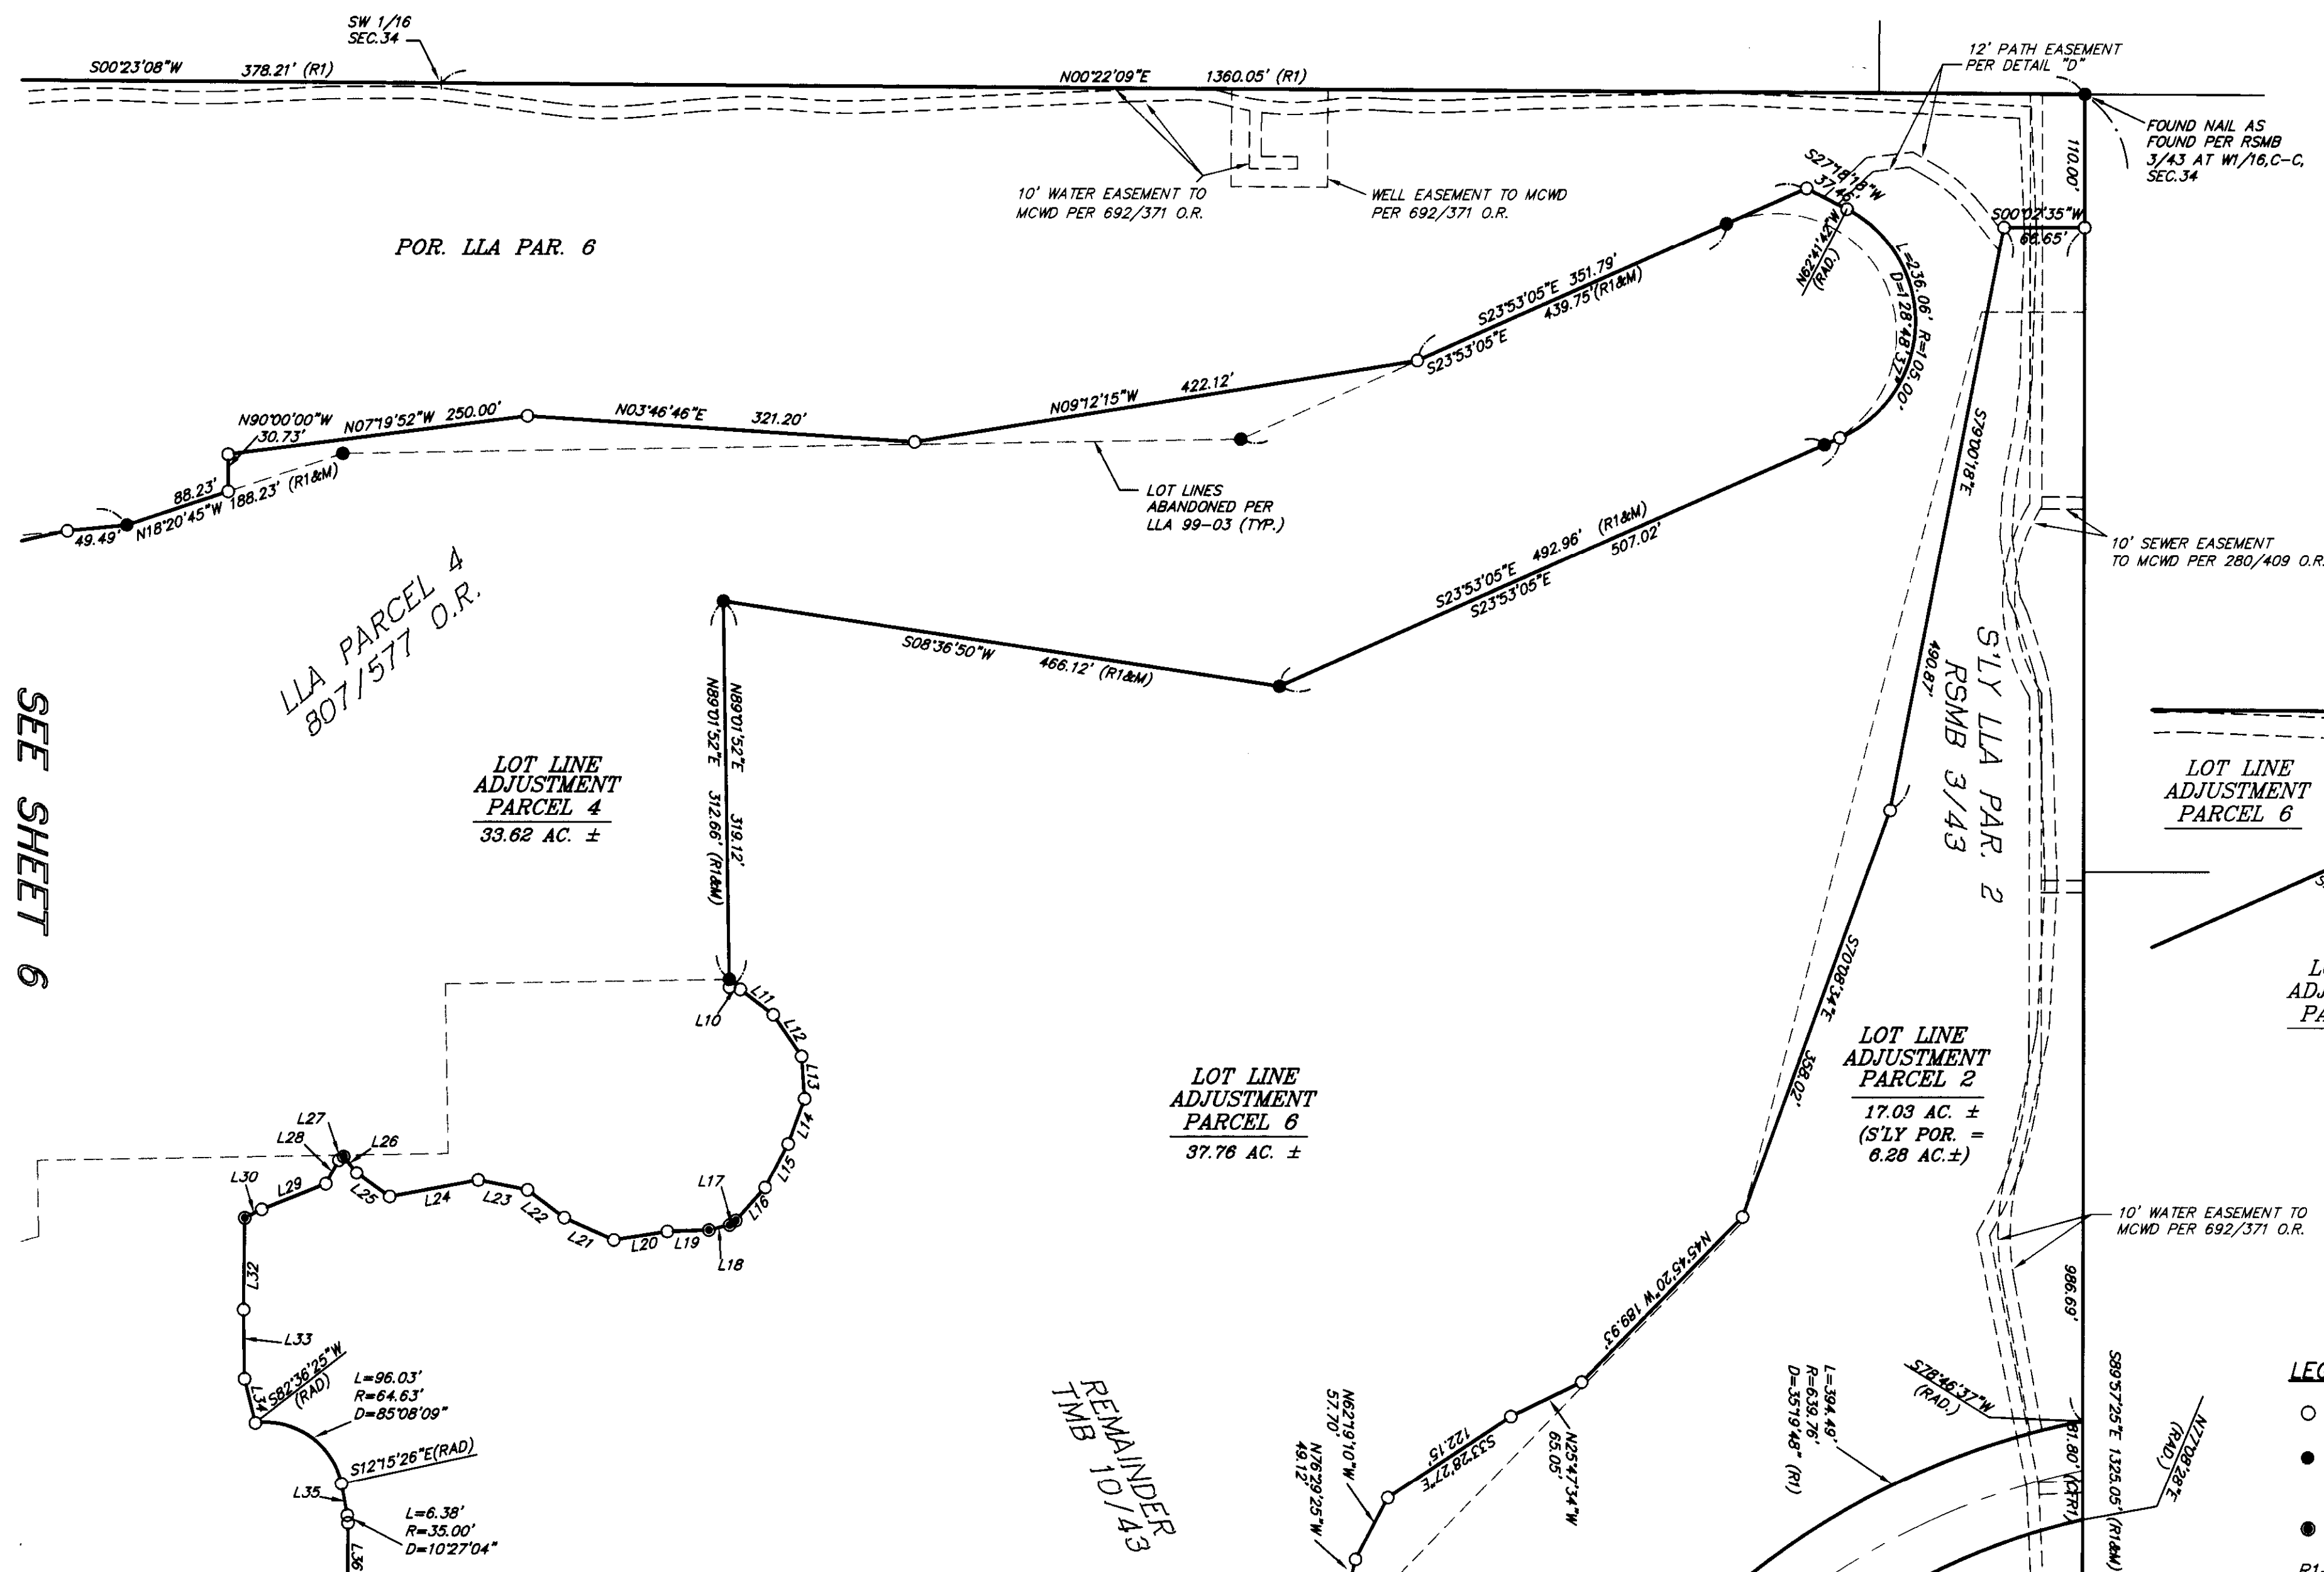 SW 1/16
SEC.34
S00°23'08"W 378.21' (R1)
N00°22'09"E 1360.05' (R1)
12' PATH EASEMENT
PER DETAIL "D"
FOUND NAIL AS
FOUND PER RSMB
3/43 AT W1/16,C-C,
SEC.34
110.00'
10' WATER EASEMENT TO
MCWD PER 692/371 O.R.
WELL EASEMENT TO MCWD
PER 692/371 O.R.
S27°18'18"W
37.46'
N62°41'42"W
(RAD.)
S00°02'35"W
66.65'
POR. LLA PAR. 6
L=236.06' R=105.00'
D=128°48'37"
S23°53'05"E 351.79'
439.75'(R1&M)
S23°53'05"E
N09°12'15"W 422.12'
N90°00'00"W
30.73'
N07°19'52"W 250.00'
N03°46'46"E 321.20'
88.23'
N18°20'45"W 188.23' (R1&M)
49.49'
LOT LINES
ABANDONED PER
LLA 99-03 (TYP.)
S79°00'18"E
490.87'
S23°53'05"E 492.96' (R1&M)
S23°53'05"E 507.02'
10' SEWER EASEMENT
TO MCWD PER 280/409 O.R.
LLA PARCEL 4
807/577 O.R.
S08°36'50"W 466.12' (R1&M)
N89°01'52"E 319.12'
N89°01'52"E 312.66' (R1&M)
S'LY LLA PAR. 2
RSMB 3/43
SEE SHEET 6
LOT LINE
ADJUSTMENT
PARCEL 4
33.62 AC. ±
LOT LINE
ADJUSTMENT
PARCEL 6
S70°08'34"E
358.02'
L10
L11
L12
L13
L14
L15
L16
L17
L18
L19
L20
L21
L22
L23
L24
L25
L26
L27
L28
L29
L30
L32
L33
L34
LOT LINE
ADJUSTMENT
PARCEL 6
37.76 AC. ±
LOT LINE
ADJUSTMENT
PARCEL 2
17.03 AC. ±
(S'LY POR. =
6.28 AC.±)
10' WATER EASEMENT TO
MCWD PER 692/371 O.R.
986.69'
N45°45'20"W 189.93'
S82°36'25"W
(RAD)
L=96.03'
R=64.63'
D=85°08'09"
S12°15'26"E(RAD)
L35
L=6.38'
R=35.00'
D=10°27'04"
L36
REMAINDER
TMB 10/43
N25°47'34"W
65.05'
S33°28'27"E
122.15'
N62°19'10"W
57.70'
N76°29'25"W
49.12'
L=394.49'
R=639.76'
D=35°19'48" (R1)
S78°46'37"W
(RAD.)
81.80' (CFR1)
S89°57'25"E 1325.05' (R1&M)
N77°08'28"E
(RAD.)